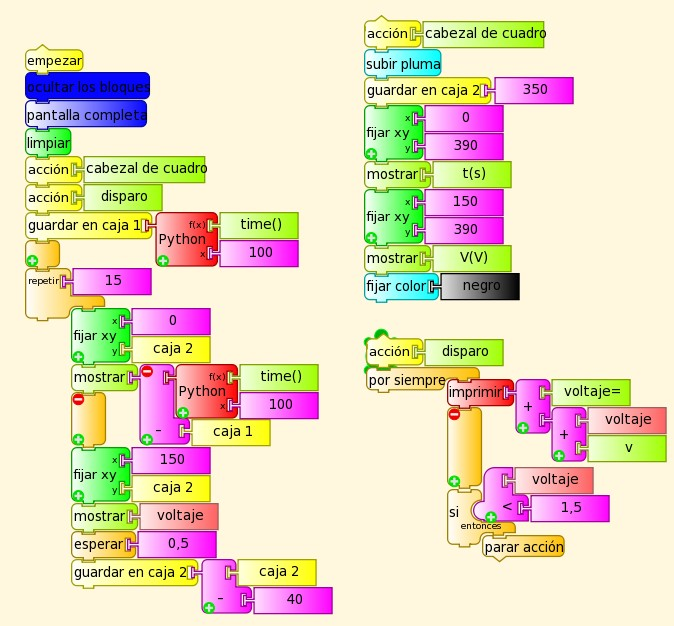 empezar
ocultar los bloques
pantalla completa
limpiar
acción cabezal de cuadro
acción disparo
guardar en caja 1 Python f(x) time()
x 100
repetir 15
fijar xy x 0
y caja 2
mostrar Python f(x) time()
x 100
- caja 1
fijar xy x 150
y caja 2
mostrar voltaje
esperar 0,5
guardar en caja 2 caja 2
- 40
acción cabezal de cuadro
subir pluma
guardar en caja 2 350
fijar xy x 0
y 390
mostrar t(s)
fijar xy x 150
y 390
mostrar V(V)
fijar color negro
acción disparo
por siempre
imprimir + voltaje=
+ voltaje
v
si voltaje
< 1,5
entonces
parar acción